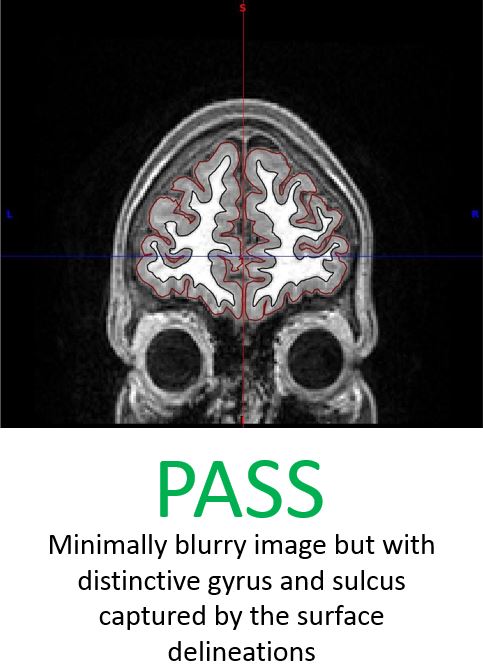 S
L
R
PASS
Minimally blurry image but with
distinctive gyrus and sulcus
captured by the surface
delineations